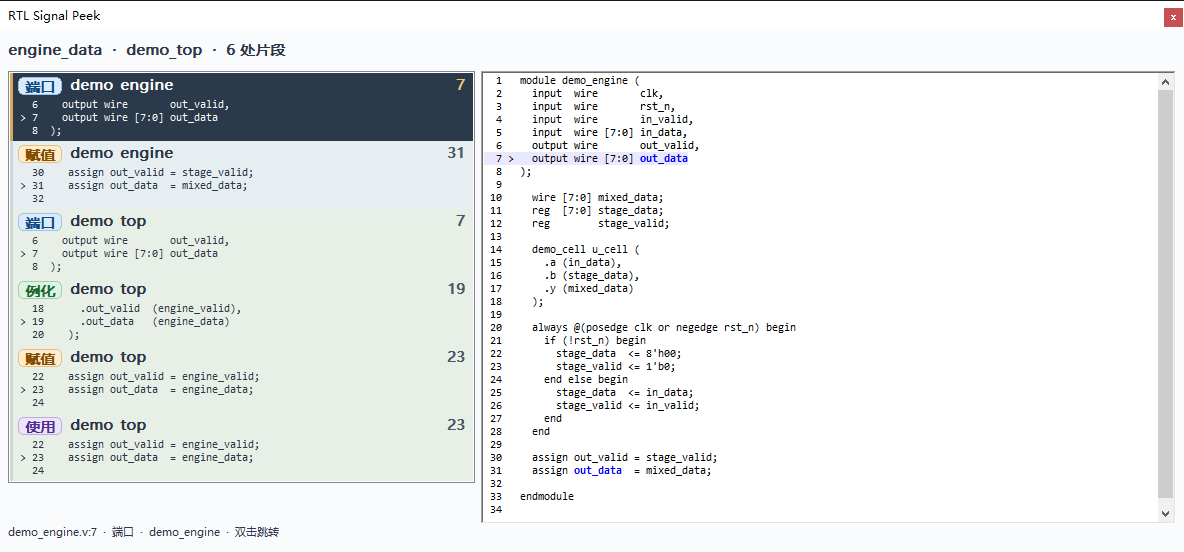 RTL Signal Peek
x
engine_data · demo_top · 6 处片段
端口 demo engine 7
6 output wire out_valid,
> 7 output wire [7:0] out_data
8 );
赋值 demo engine 31
30 assign out_valid = stage_valid;
> 31 assign out_data = mixed_data;
32
端口 demo top 7
6 output wire out_valid,
> 7 output wire [7:0] out_data
8 );
例化 demo top 19
18 .out_valid (engine_valid),
> 19 .out_data (engine_data)
20 );
赋值 demo top 23
22 assign out_valid = engine_valid;
> 23 assign out_data = engine_data;
24
使用 demo top 23
22 assign out_valid = engine_valid;
> 23 assign out_data = engine_data;
24
1 module demo_engine (
2 input wire clk,
3 input wire rst_n,
4 input wire in_valid,
5 input wire [7:0] in_data,
6 output wire out_valid,
7 > output wire [7:0] out_data
8 );
9
10 wire [7:0] mixed_data;
11 reg [7:0] stage_data;
12 reg stage_valid;
13
14 demo_cell u_cell (
15 .a (in_data),
16 .b (stage_data),
17 .y (mixed_data)
18 );
19
20 always @(posedge clk or negedge rst_n) begin
21 if (!rst_n) begin
22 stage_data <= 8'h00;
23 stage_valid <= 1'b0;
24 end else begin
25 stage_data <= in_data;
26 stage_valid <= in_valid;
27 end
28 end
29
30 assign out_valid = stage_valid;
31 assign out_data = mixed_data;
32
33 endmodule
34
demo_engine.v:7 · 端口 · demo_engine · 双击跳转